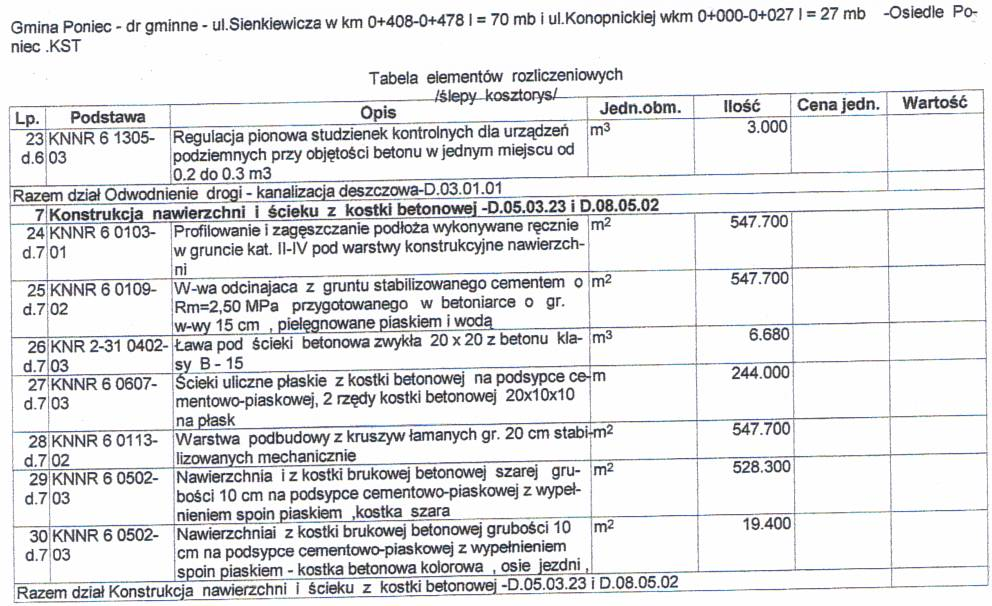 Gmina Poniec - dr gminne - ul.Sienkiewicza w km 0+408-0+478 l = 70 mb i ul.Konopnickiej wkm 0+000-0+027 l = 27 mb -Osiedle Po-
niec .KST
Tabela elementów rozliczeniowych
/ślepy kosztorys/
Lp. Podstawa Opis Jedn.obm. Ilość Cena jedn. Wartość
23 KNNR 6 1305- Regulacja pionowa studzienek kontrolnych dla urządzeń m3 3.000
d.6 03 podziemnych przy objętości betonu w jednym miejscu od
0.2 do 0.3 m3
Razem dział Odwodnienie drogi - kanalizacja deszczowa-D.03.01.01
7 Konstrukcja nawierzchni i ścieku z kostki betonowej -D.05.03.23 i D.08.05.02
24 KNNR 6 0103- Profilowanie i zagęszczanie podłoża wykonywane ręcznie m2 547.700
d.7 01 w gruncie kat. II-IV pod warstwy konstrukcyjne nawierzch-
ni
25 KNNR 6 0109- W-wa odcinajaca z gruntu stabilizowanego cementem o m2 547.700
d.7 02 Rm=2,50 MPa przygotowanego w betoniarce o gr.
w-wy 15 cm , pielęgnowane piaskiem i wodą
26 KNR 2-31 0402- Ława pod ścieki betonowa zwykła 20 x 20 z betonu kla- m3 6.680
d.7 03 sy B - 15
27 KNNR 6 0607- Ścieki uliczne płaskie z kostki betonowej na podsypce ce- m 244.000
d.7 03 mentowo-piaskowej, 2 rzędy kostki betonowej 20x10x10
na płask
28 KNNR 6 0113- Warstwa podbudowy z kruszyw łamanych gr. 20 cm stabi- m2 547.700
d.7 02 lizowanych mechanicznie
29 KNNR 6 0502- Nawierzchnia i z kostki brukowej betonowej szarej gru- m2 528.300
d.7 03 bości 10 cm na podsypce cementowo-piaskowej z wypeł-
nieniem spoin piaskiem ,kostka szara
30 KNNR 6 0502- Nawierzchniai z kostki brukowej betonowej grubości 10 m2 19.400
d.7 03 cm na podsypce cementowo-piaskowej z wypełnieniem
spoin piaskiem - kostka betonowa kolorowa , osie jezdni ,
Razem dział Konstrukcja nawierzchni i ścieku z kostki betonowej -D.05.03.23 i D.08.05.02